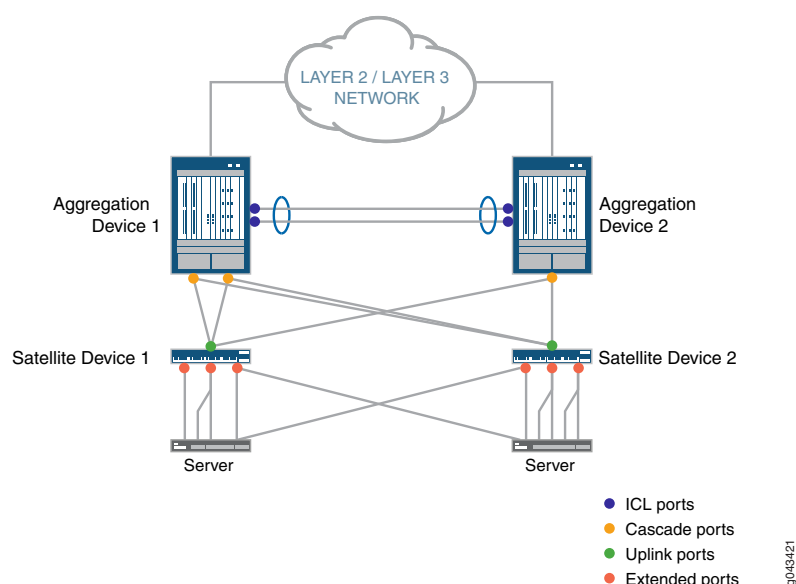 LAYER 2 / LAYER 3
NETWORK
Aggregation
Device 1
Aggregation
Device 2
Satellite Device 1
Satellite Device 2
Server
Server
ICL ports
Cascade ports
Uplink ports
Extended ports
g043421